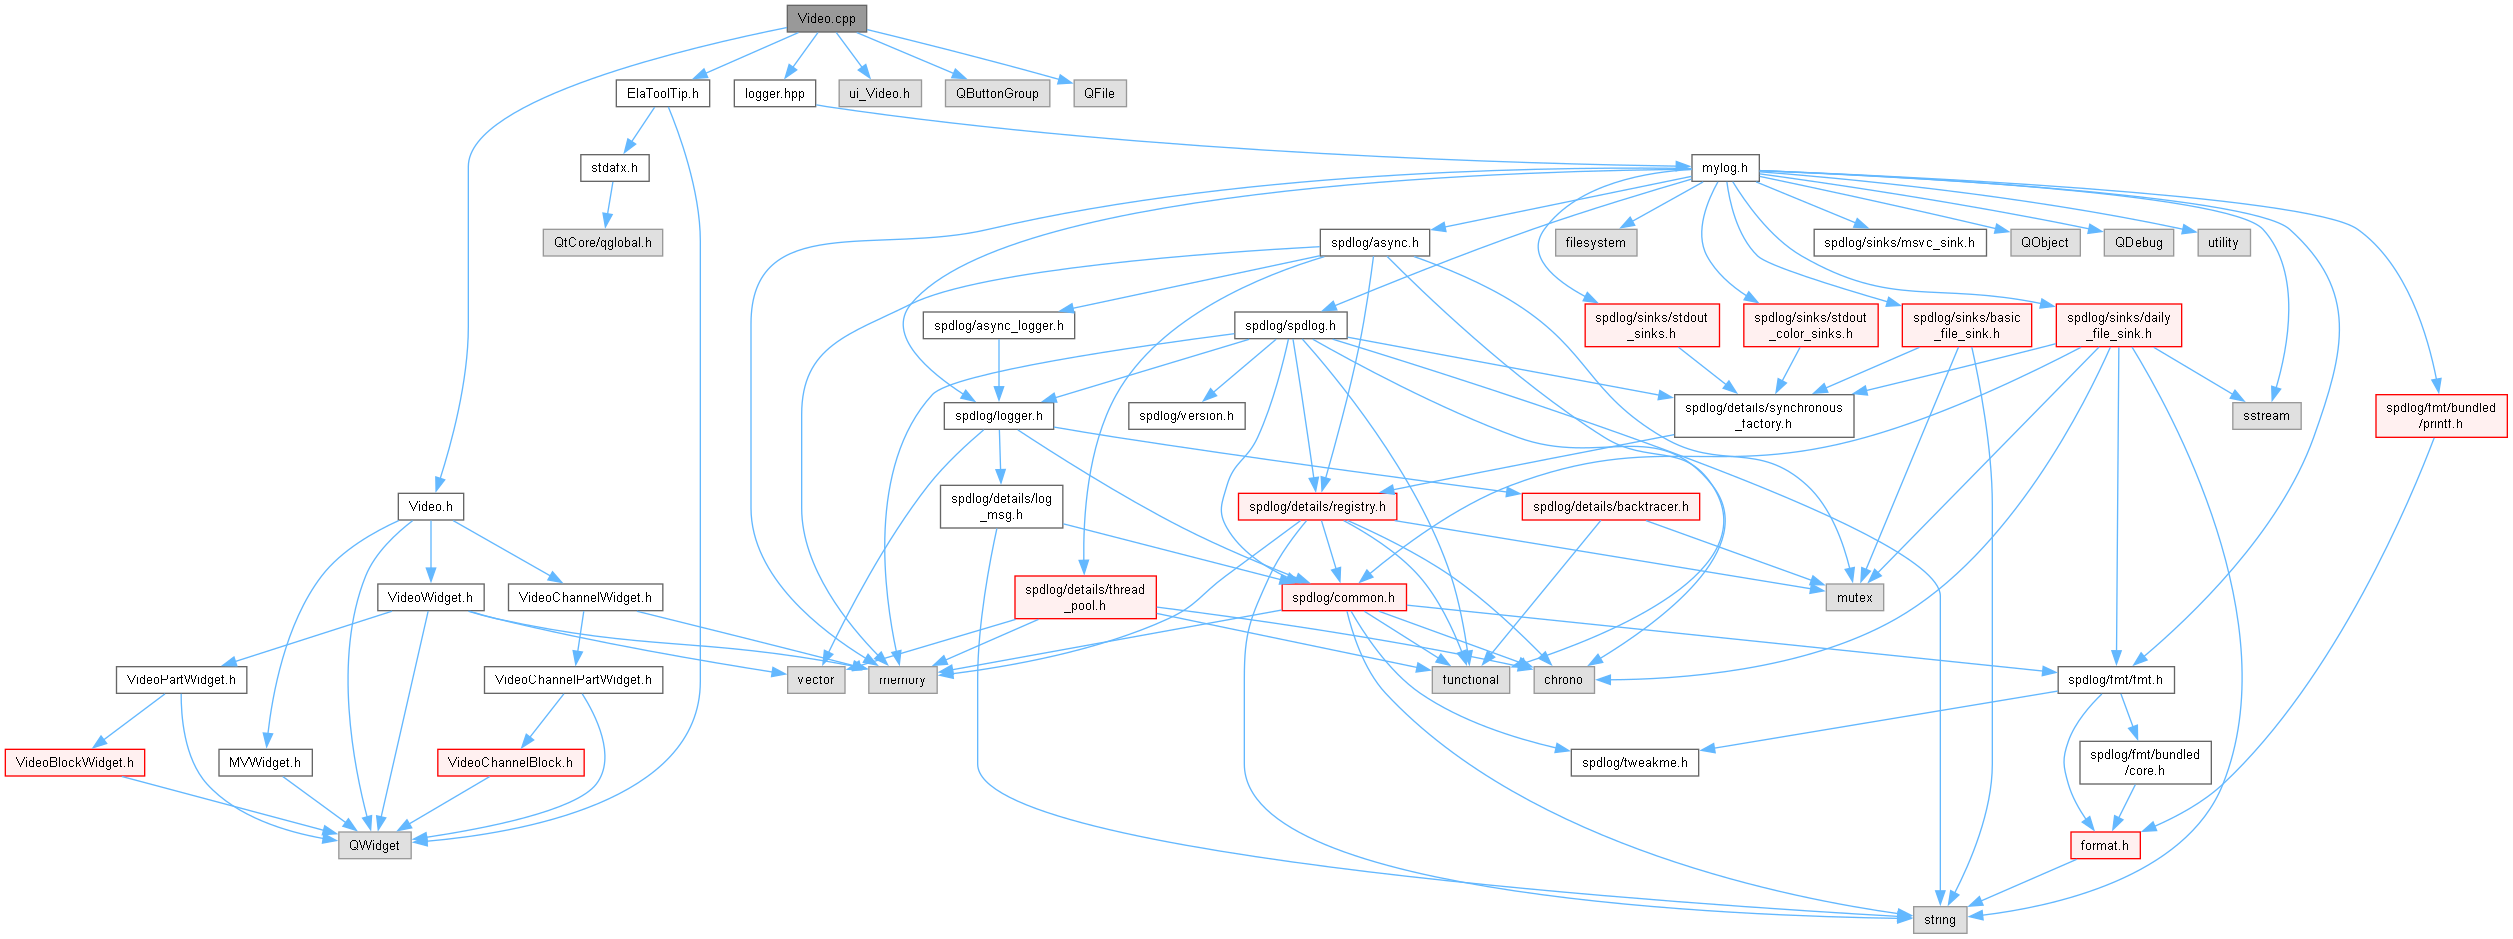 Video.cpp
ElaToolTip.h
logger.hpp
ui_Video.h
QButtonGroup
QFile
stdafx.h
mylog.h
QtCore/qglobal.h
spdlog/async.h
filesystem
spdlog/sinks/msvc_sink.h
QObject
QDebug
utility
spdlog/async_logger.h
spdlog/spdlog.h
spdlog/sinks/stdout
_sinks.h
spdlog/sinks/stdout
_color_sinks.h
spdlog/sinks/basic
_file_sink.h
spdlog/sinks/daily
_file_sink.h
spdlog/logger.h
spdlog/version.h
spdlog/details/synchronous
_factory.h
sstream
spdlog/fmt/bundled
/printf.h
Video.h
spdlog/details/log
_msg.h
spdlog/details/registry.h
spdlog/details/backtracer.h
VideoWidget.h
VideoChannelWidget.h
spdlog/details/thread
_pool.h
spdlog/common.h
mutex
VideoPartWidget.h
VideoChannelPartWidget.h
vector
memory
functional
chrono
spdlog/fmt/fmt.h
VideoBlockWidget.h
MVWidget.h
VideoChannelBlock.h
spdlog/tweakme.h
spdlog/fmt/bundled
/core.h
QWidget
format.h
string